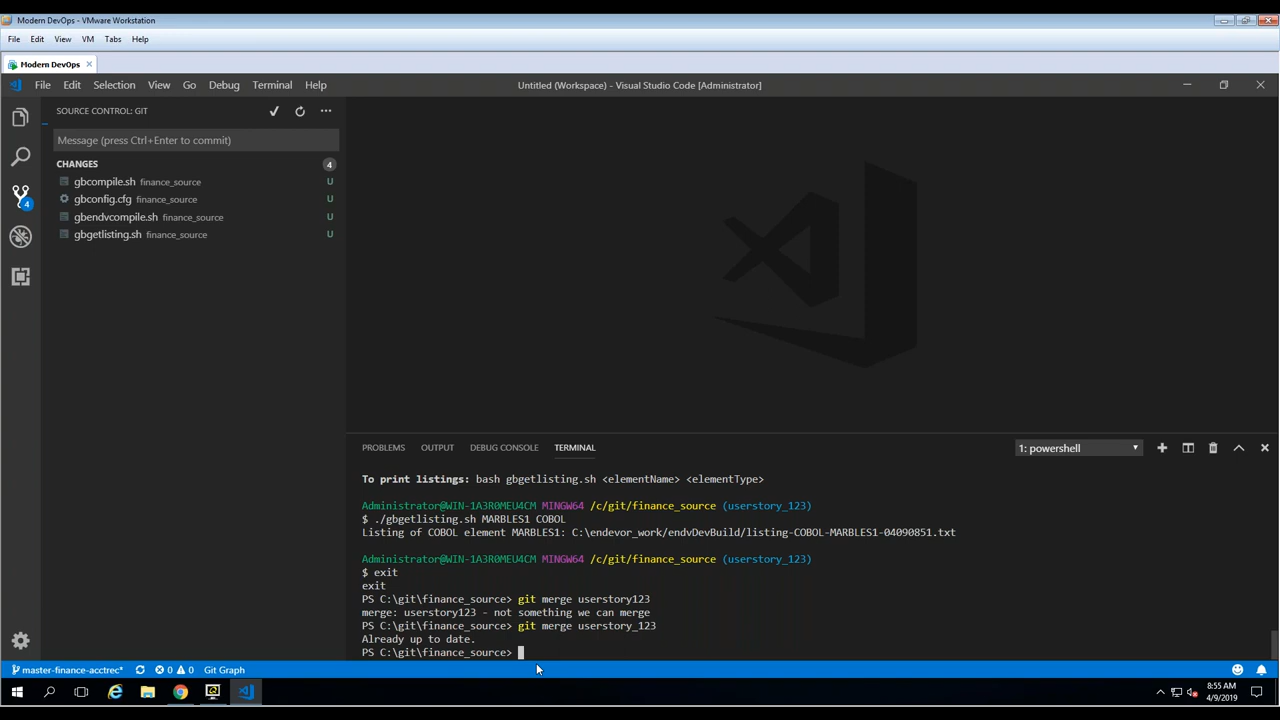 Modern DevOps - VMware Workstation
File Edit View VM Tabs Help
Modern DevOps
File Edit Selection View Go Debug Terminal Help
Untitled (Workspace) - Visual Studio Code [Administrator]
SOURCE CONTROL: GIT
Message (press Ctrl+Enter to commit)
CHANGES 4
gbcompile.sh finance_source U
gbconfig.cfg finance_source U
gbendvcompile.sh finance_source U
gbgetlisting.sh finance_source U
4
PROBLEMS OUTPUT DEBUG CONSOLE TERMINAL
1: powershell
To print listings: bash gbgetlisting.sh <elementName> <elementType>
Administrator@WIN-1A3R0MEU4CM MINGW64 /c/git/finance_source (userstory_123)
$ ./gbgetlisting.sh MARBLES1 COBOL
Listing of COBOL element MARBLES1: C:\endevor_work/endvDevBuild/listing-COBOL-MARBLES1-04090851.txt
Administrator@WIN-1A3R0MEU4CM MINGW64 /c/git/finance_source (userstory_123)
$ exit
exit
PS C:\git\finance_source> git merge userstory123
merge: userstory123 - not something we can merge
PS C:\git\finance_source> git merge userstory_123
Already up to date.
PS C:\git\finance_source>
master-finance-acctrec* 0 0 Git Graph
8:55 AM
4/9/2019